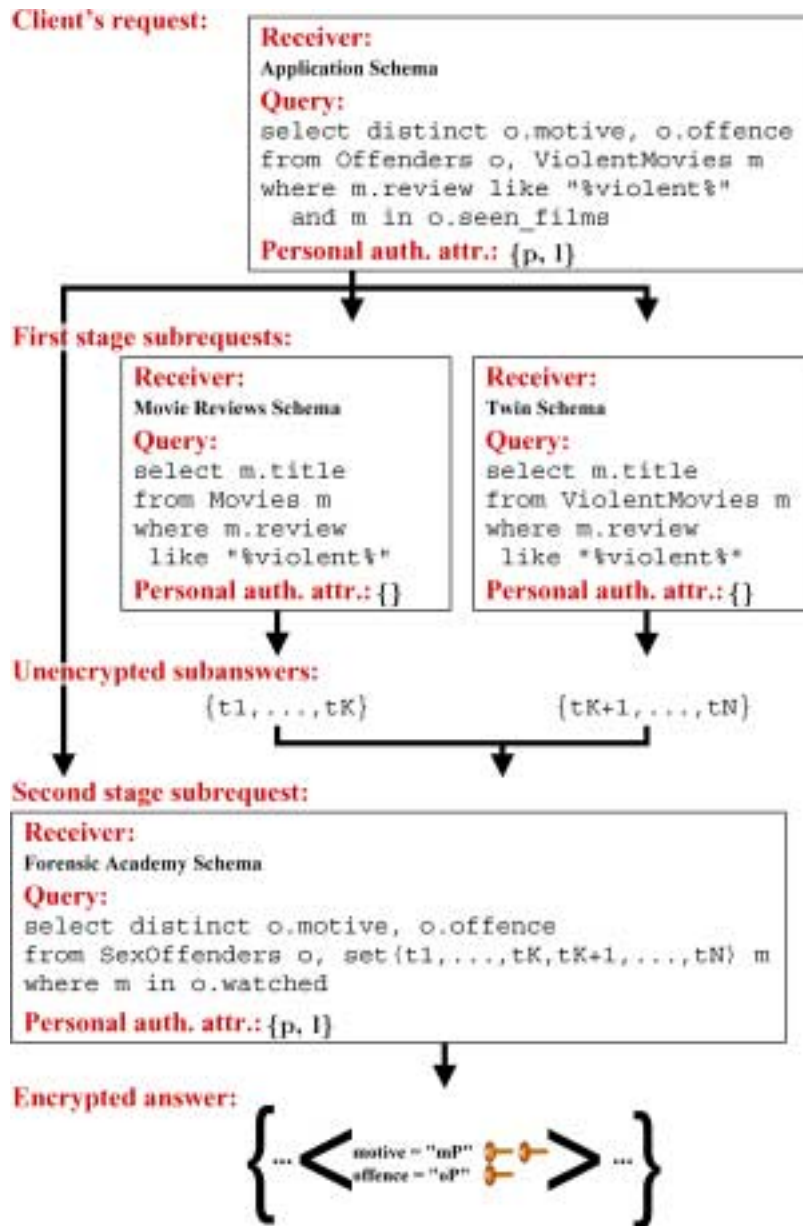 Client's request:
Receiver:
Application Schema
Query:
select distinct o.motive, o.offence
from Offenders o, ViolentMovies m
where m.review like "%violent%"
and m in o.seen_films
Personal auth. attr.: {p, l}
First stage subrequests:
Receiver:
Movie Reviews Schema
Query:
select m.title
from Movies m
where m.review
like "%violent%"
Personal auth. attr.: {}
Receiver:
Twin Schema
Query:
select m.title
from ViolentMovies m
where m.review
like "%violent%"
Personal auth. attr.: {}
Unencrypted subanswers:
{t1,...,tK}
{tK+1,...,tN}
Second stage subrequest:
Receiver:
Forensic Academy Schema
Query:
select distinct o.motive, o.offence
from SexOffenders o, set(t1,...,tK,tK+1,...,tN) m
where m in o.watched
Personal auth. attr.: {p, l}
Encrypted answer:
{ ... < motive = "mP"
offence = "oP" > ... }